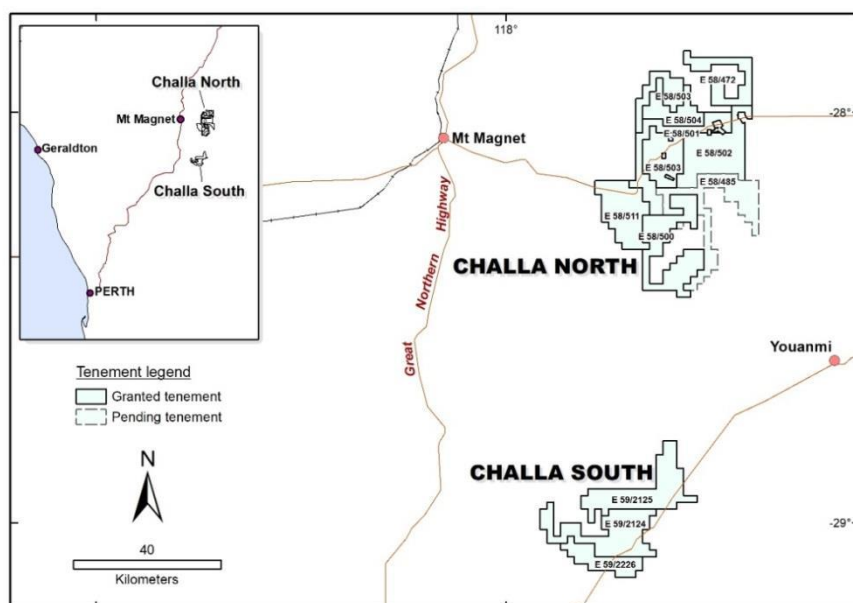 Challa North
Mt Magnet
Geraldton
Challa South
PERTH
118°
-28°
Mt Magnet
E 58/472
E 58/503
E 58/504
E 58/501
E 58/502
E 58/503
E 58/485
E 58/511
E 58/500
CHALLA NORTH
Great Northern Highway
Youanmi
Tenement legend
Granted tenement
Pending tenement
N
40
Kilometers
CHALLA SOUTH
E 59/2125
E 59/2124
E 59/2226
-29°